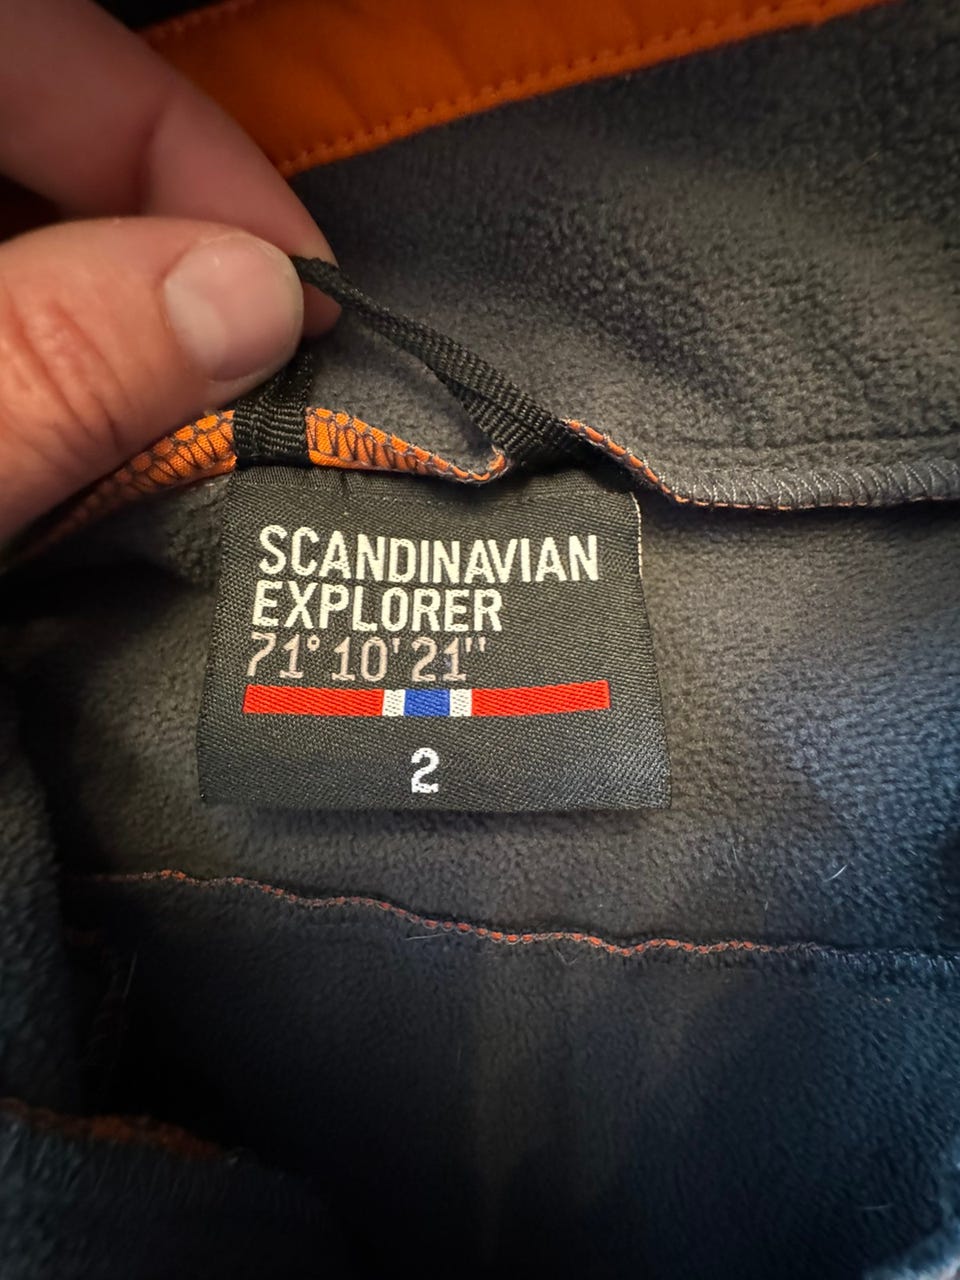 SCANDINAVIAN
EXPLORER
71° 10' 21"
2